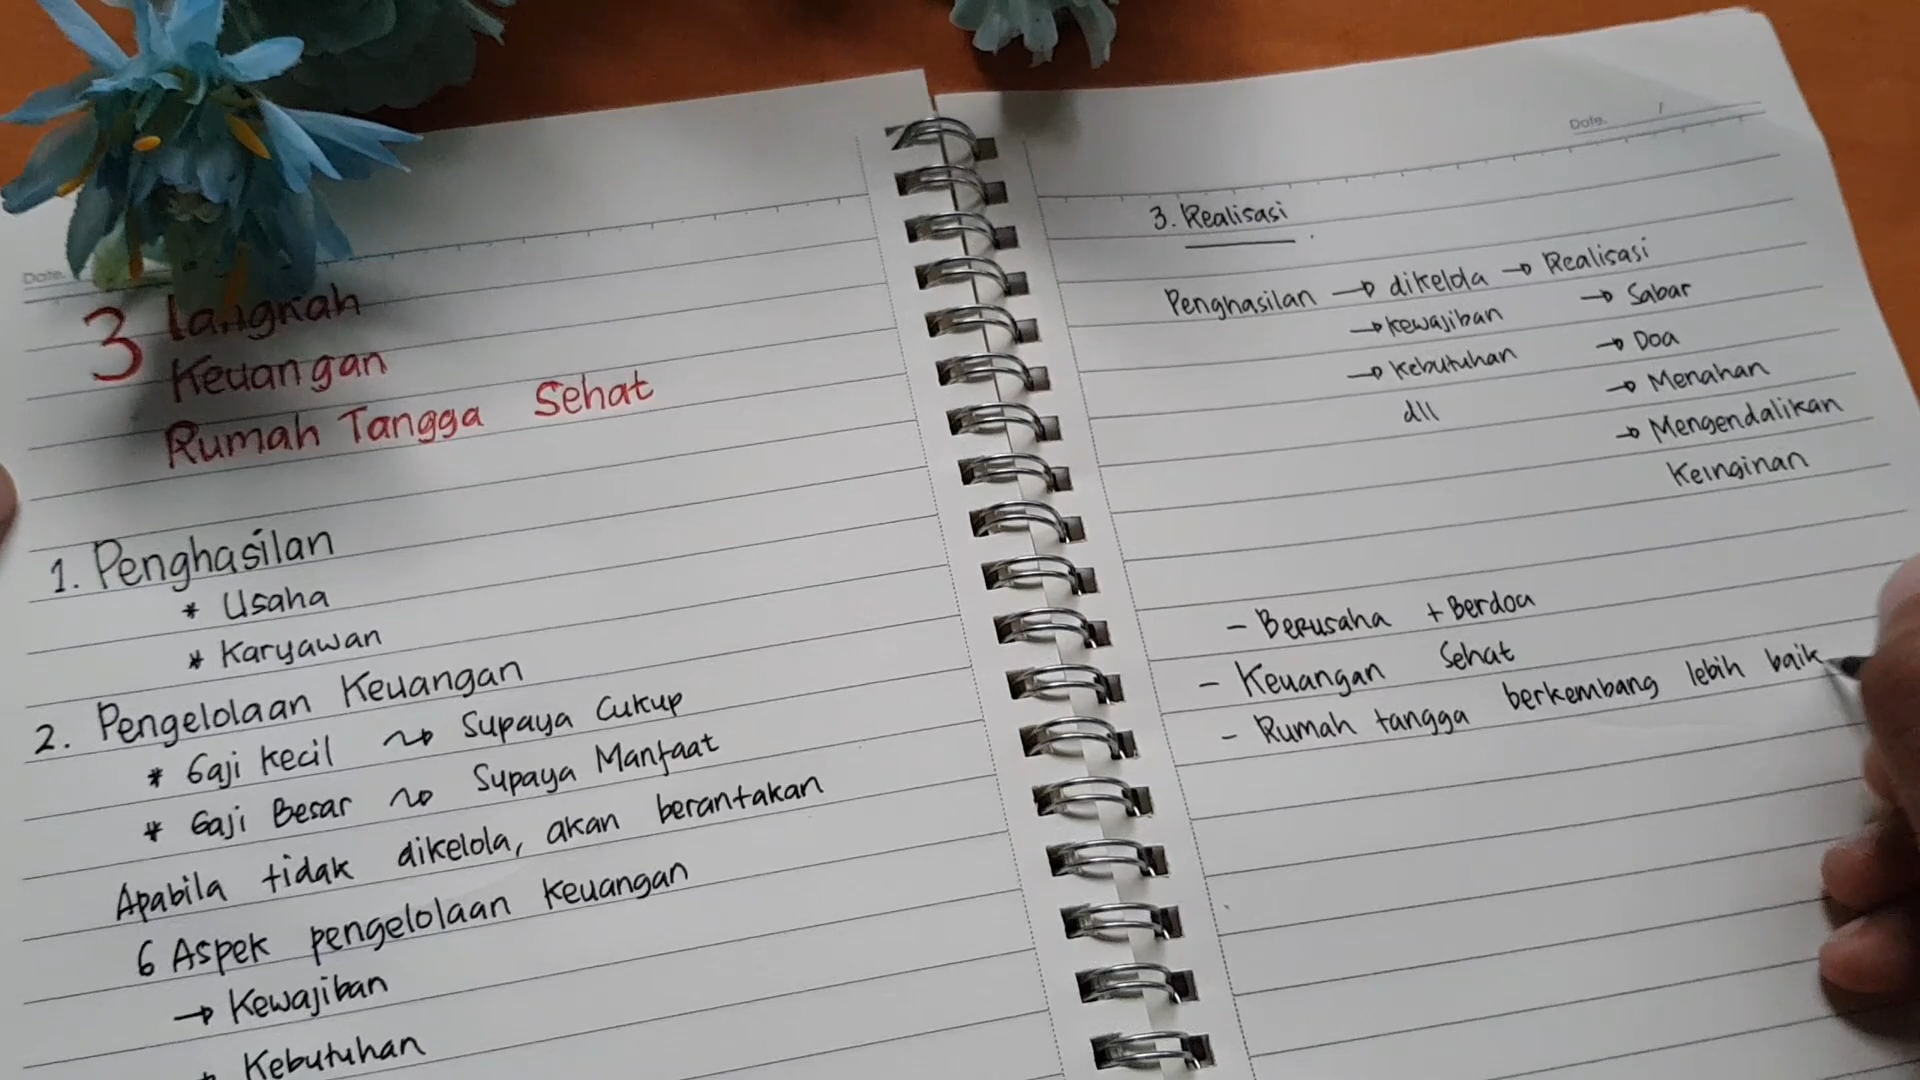 Date.
3 Langkah
Keuangan
Rumah Tangga Sehat
1. Penghasilan
* Usaha
* Karyawan
2. Pengelolaan Keuangan
* Gaji Kecil ~> Supaya Cukup
* Gaji Besar ~> Supaya Manfaat
Apabila tidak dikelola, akan berantakan
6 Aspek pengelolaan keuangan
→ Kewajiban
Kebutuhan
Date. /
3. Realisasi
Penghasilan → dikelola → Realisasi
→ Kewajiban → Sabar
→ Kebutuhan → Doa
dll → Menahan
→ Mengendalikan
Keinginan
- Berusaha + Berdoa
- Keuangan Sehat
- Rumah tangga berkembang lebih baik